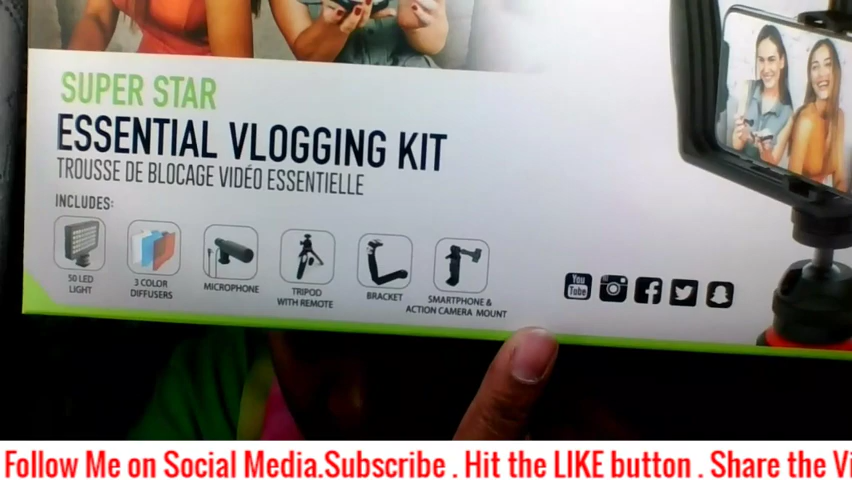 SUPER STAR
ESSENTIAL VLOGGING KIT
TROUSSE DE BLOCAGE VIDÉO ESSENTIELLE
INCLUDES:
50 LED
LIGHT
3 COLOR
DIFFUSERS
MICROPHONE
TRIPOD
WITH REMOTE
BRACKET
SMARTPHONE &
ACTION CAMERA MOUNT
You
Tube
Follow Me on Social Media.Subscribe . Hit the LIKE button . Share the Vi